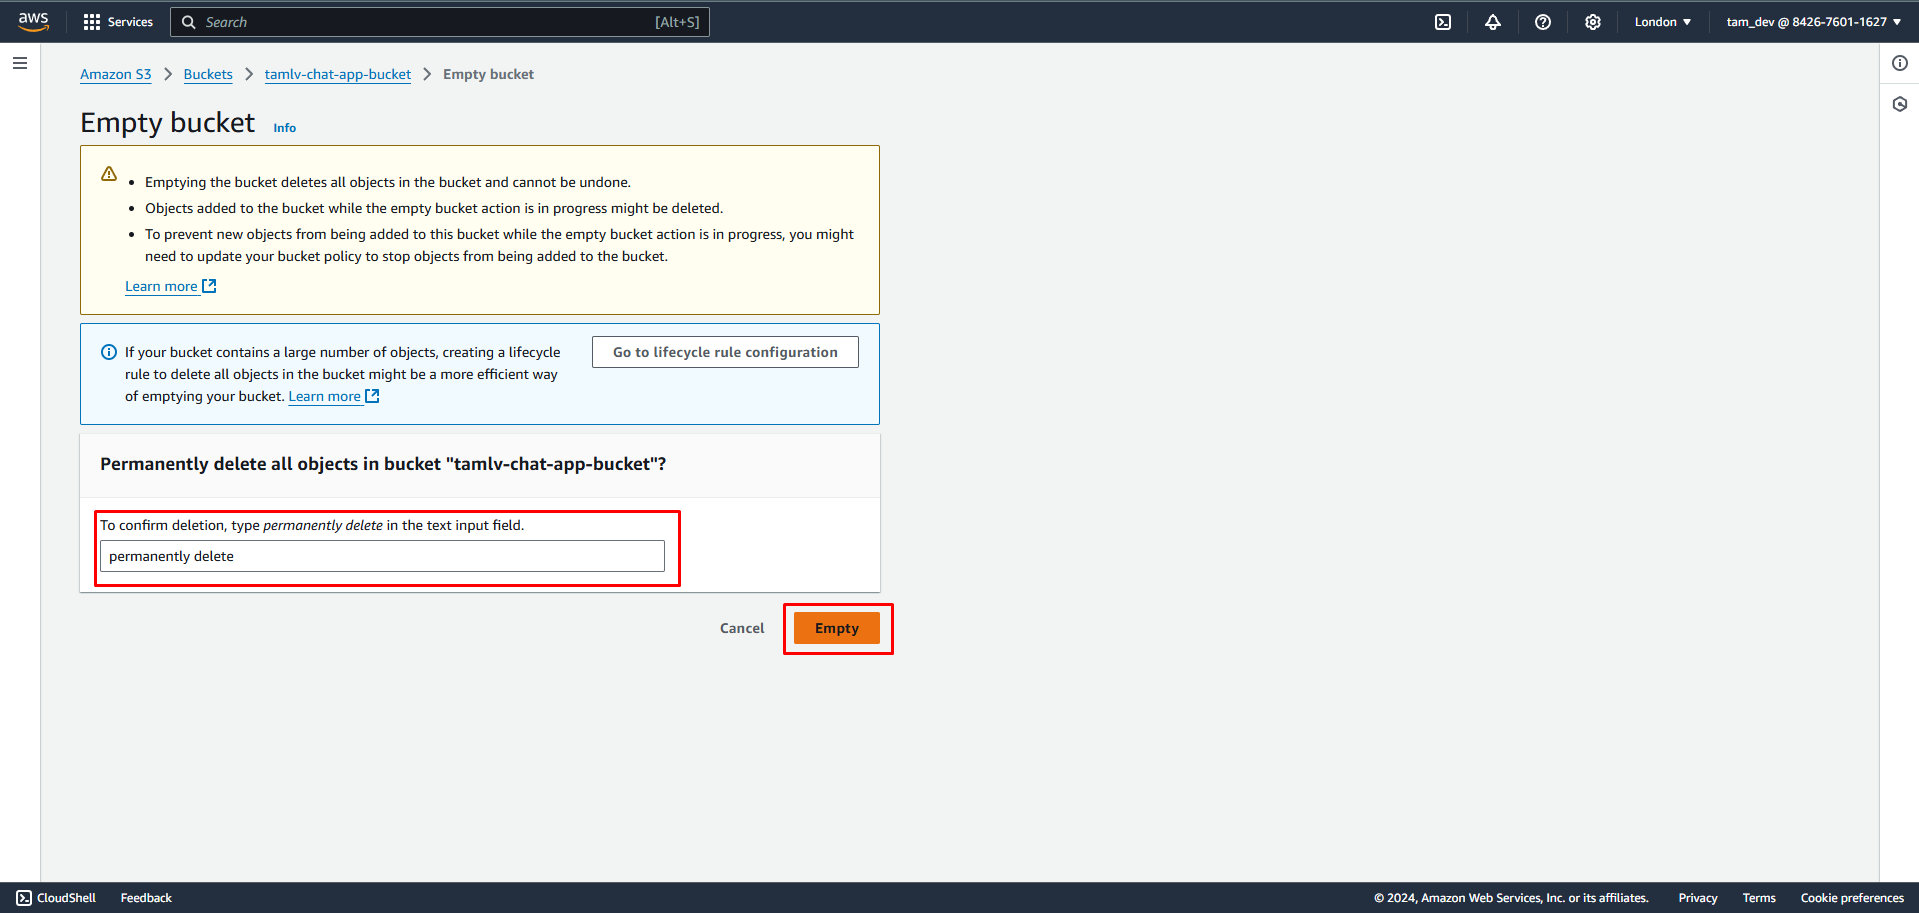 aws
Services
Search
[Alt+S]
London
tam_dev @ 8426-7601-1627
Amazon S3
Buckets
tamlv-chat-app-bucket
Empty bucket
Empty bucket
Info
Emptying the bucket deletes all objects in the bucket and cannot be undone.
Objects added to the bucket while the empty bucket action is in progress might be deleted.
To prevent new objects from being added to this bucket while the empty bucket action is in progress, you might
need to update your bucket policy to stop objects from being added to the bucket.
Learn more
If your bucket contains a large number of objects, creating a lifecycle
rule to delete all objects in the bucket might be a more efficient way
of emptying your bucket. Learn more
Go to lifecycle rule configuration
Permanently delete all objects in bucket "tamlv-chat-app-bucket"?
To confirm deletion, type permanently delete in the text input field.
permanently delete
Cancel
Empty
CloudShell
Feedback
© 2024, Amazon Web Services, Inc. or its affiliates.
Privacy
Terms
Cookie preferences